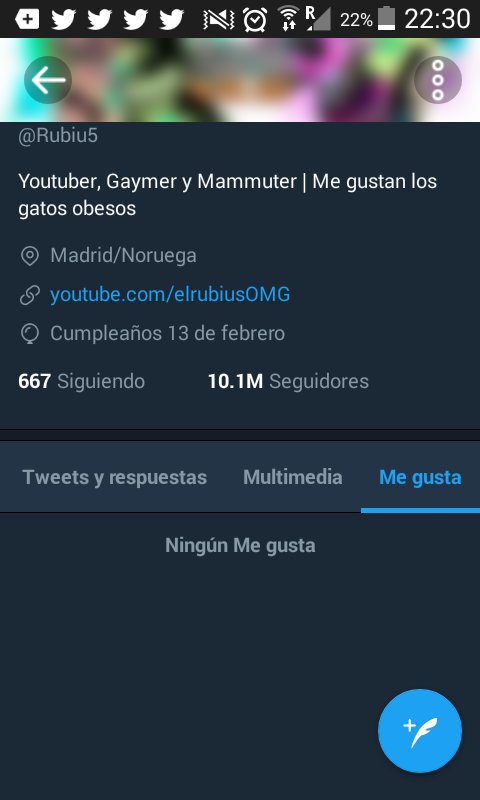 R 22% 22:30
@Rubiu5
Youtuber, Gaymer y Mammuter | Me gustan los
gatos obesos
Madrid/Noruega
youtube.com/elrubiusOMG
Cumpleaños 13 de febrero
667 Siguiendo 10.1M Seguidores
Tweets y respuestas Multimedia Me gusta
Ningún Me gusta